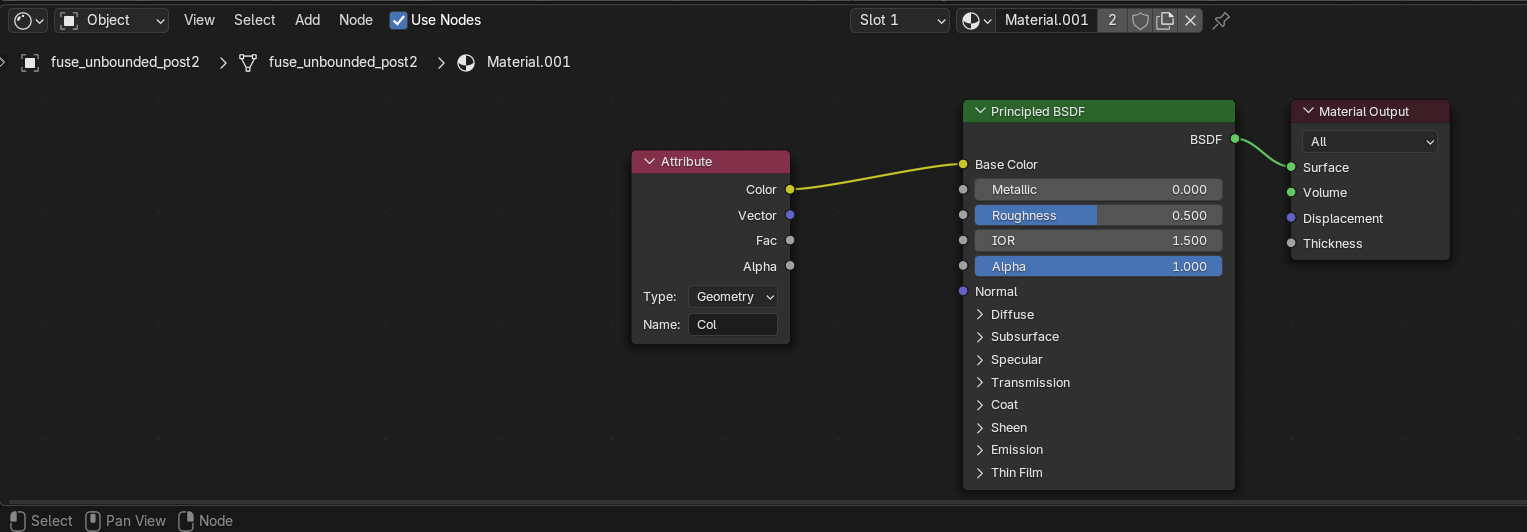 Object View Select Add Node Use Nodes Slot 1 Material.001 2
fuse_unbounded_post2 fuse_unbounded_post2 Material.001
Attribute
Color
Vector
Fac
Alpha
Type: Geometry
Name: Col
Principled BSDF
BSDF
Base Color
Metallic 0.000
Roughness 0.500
IOR 1.500
Alpha 1.000
Normal
Diffuse
Subsurface
Specular
Transmission
Coat
Sheen
Emission
Thin Film
Material Output
All
Surface
Volume
Displacement
Thickness
Select Pan View Node